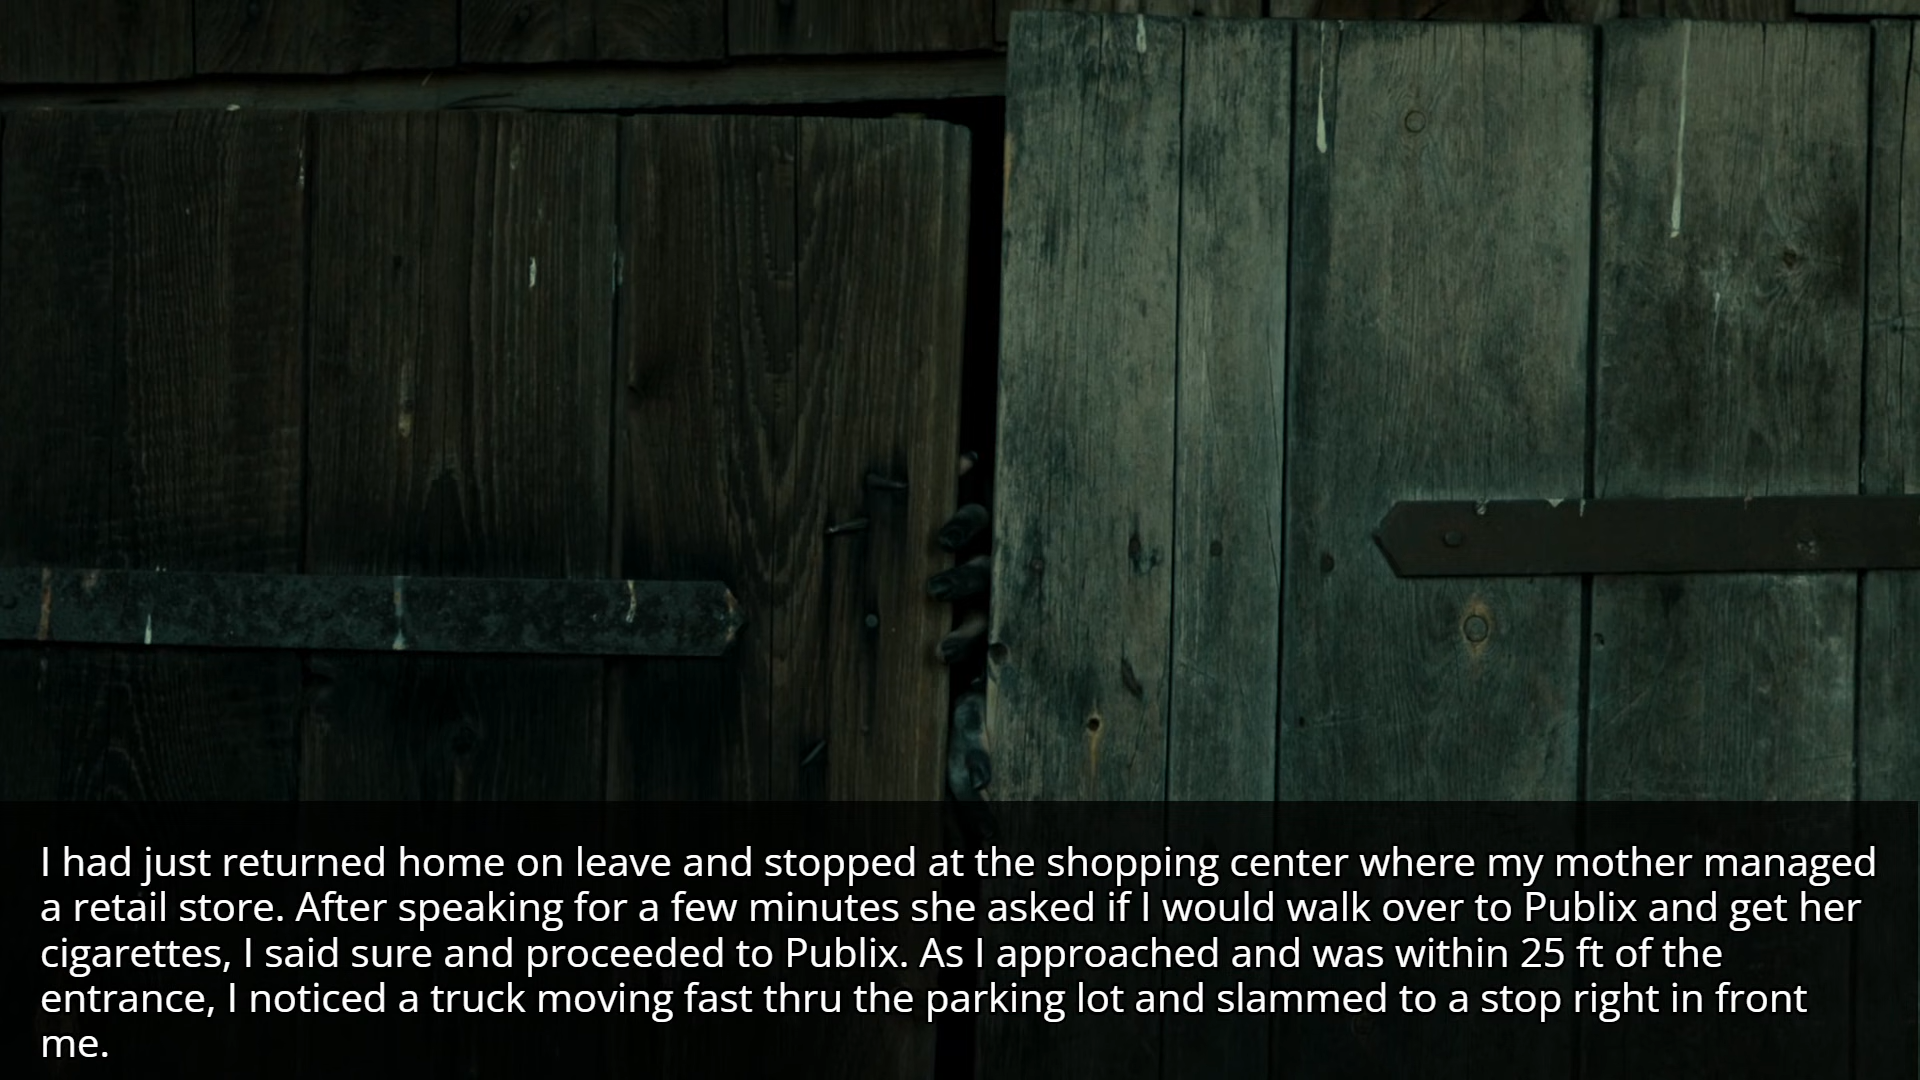 I had just returned home on leave and stopped at the shopping center where my mother managed
a retail store. After speaking for a few minutes she asked if I would walk over to Publix and get her
cigarettes, I said sure and proceeded to Publix. As I approached and was within 25 ft of the
entrance, I noticed a truck moving fast thru the parking lot and slammed to a stop right in front
me.